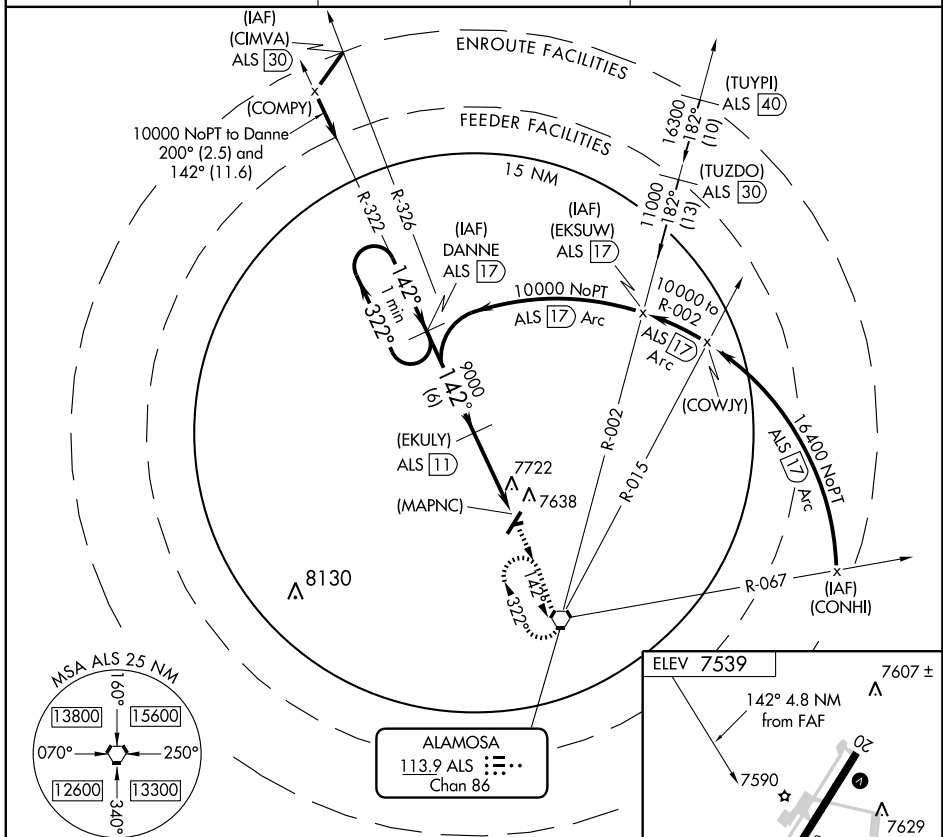 (IAF)
(CIMVA)
ALS 30
(COMPY)
10000 NoPT to Danne
200° (2.5) and
142° (11.6)
ENROUTE FACILITIES
FEEDER FACILITIES
15 NM
(TUYPI)
ALS 40
16300
182°
(10)
(TUZDO)
ALS 30
11000
182°
(13)
R-322
R-326
(IAF)
DANNE
ALS 17
(IAF)
(EKSUW)
ALS 17
142°
1 min
322°
10000 NoPT
ALS 17 Arc
10000 to
R-002
ALS 17
Arc
(COWJY)
16400 NoPT
ALS 17 Arc
9000
142°
(6)
(EKULY)
ALS 11
R-002
R-015
7722
7638
(MAPNC)
8130
142°
322°
R-067
(IAF)
(CONHI)
MSA ALS 25 NM
160°
13800
15600
070°
250°
12600
13300
340°
ALAMOSA
113.9 ALS
Chan 86
ELEV 7539
7607 ±
142° 4.8 NM
from FAF
20
7590
V
7629